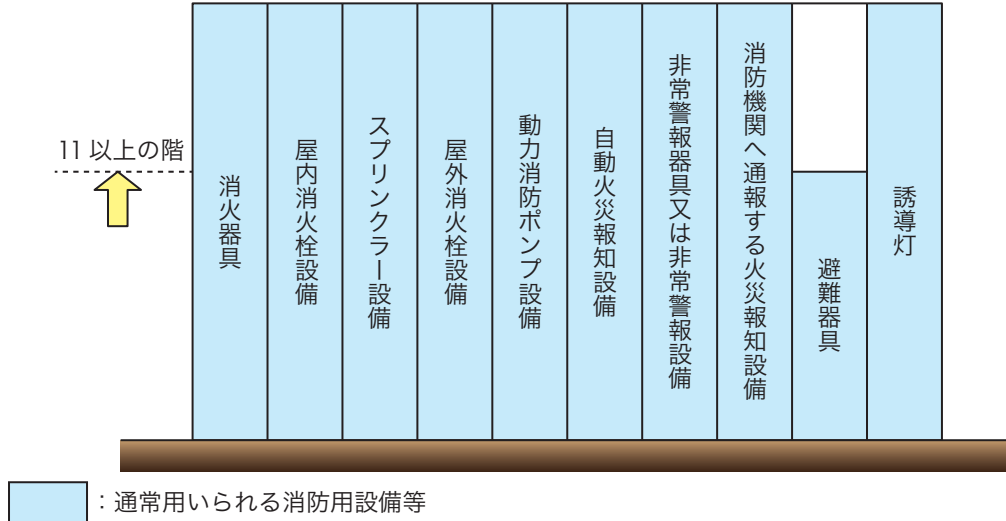 11 以上の階
消火器具
屋内消火栓設備
スプリンクラー設備
屋外消火栓設備
動力消防ポンプ設備
自動火災報知設備
非常警報器具又は非常警報設備
消防機関へ通報する火災報知設備
避難器具
誘導灯
：通常用いられる消防用設備等